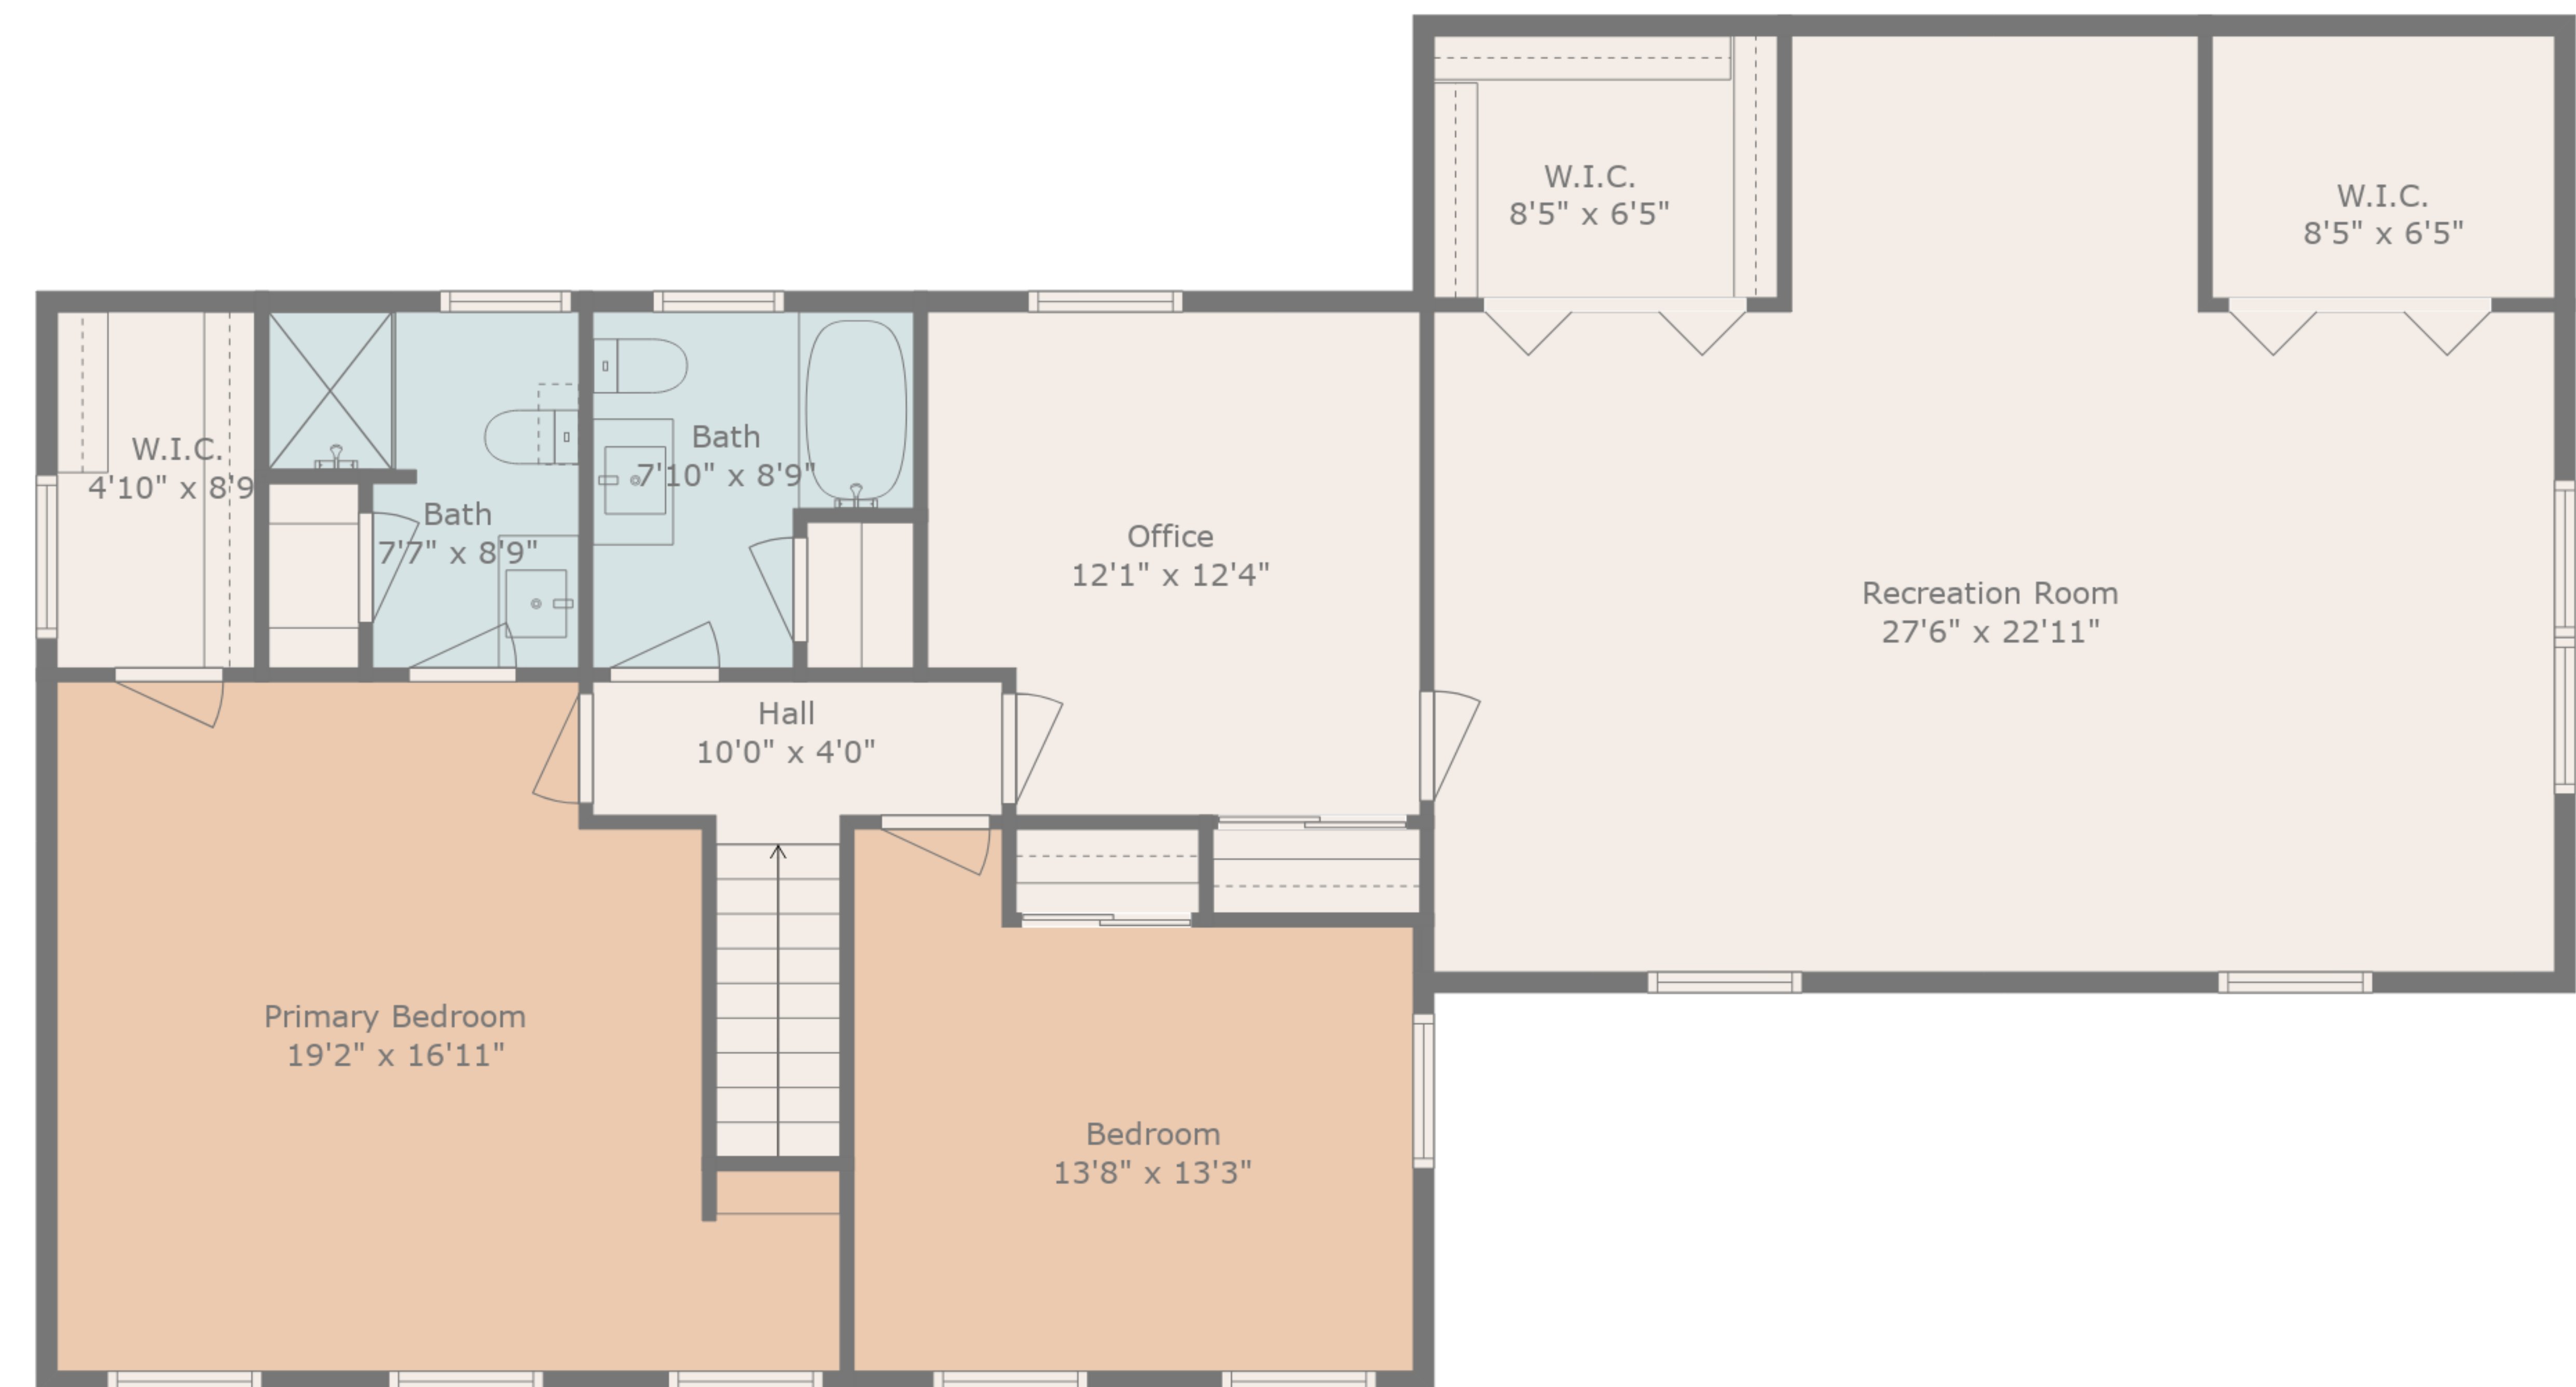 W.I.C.
8'5" x 6'5"
W.I.C.
8'5" x 6'5"
W.I.C.
4'10" x 8'9
Bath
7'7" x 8'9"
Bath
7'10" x 8'9"
Office
12'1" x 12'4"
Recreation Room
27'6" x 22'11"
Hall
10'0" x 4'0"
Primary Bedroom
19'2" x 16'11"
Bedroom
13'8" x 13'3"